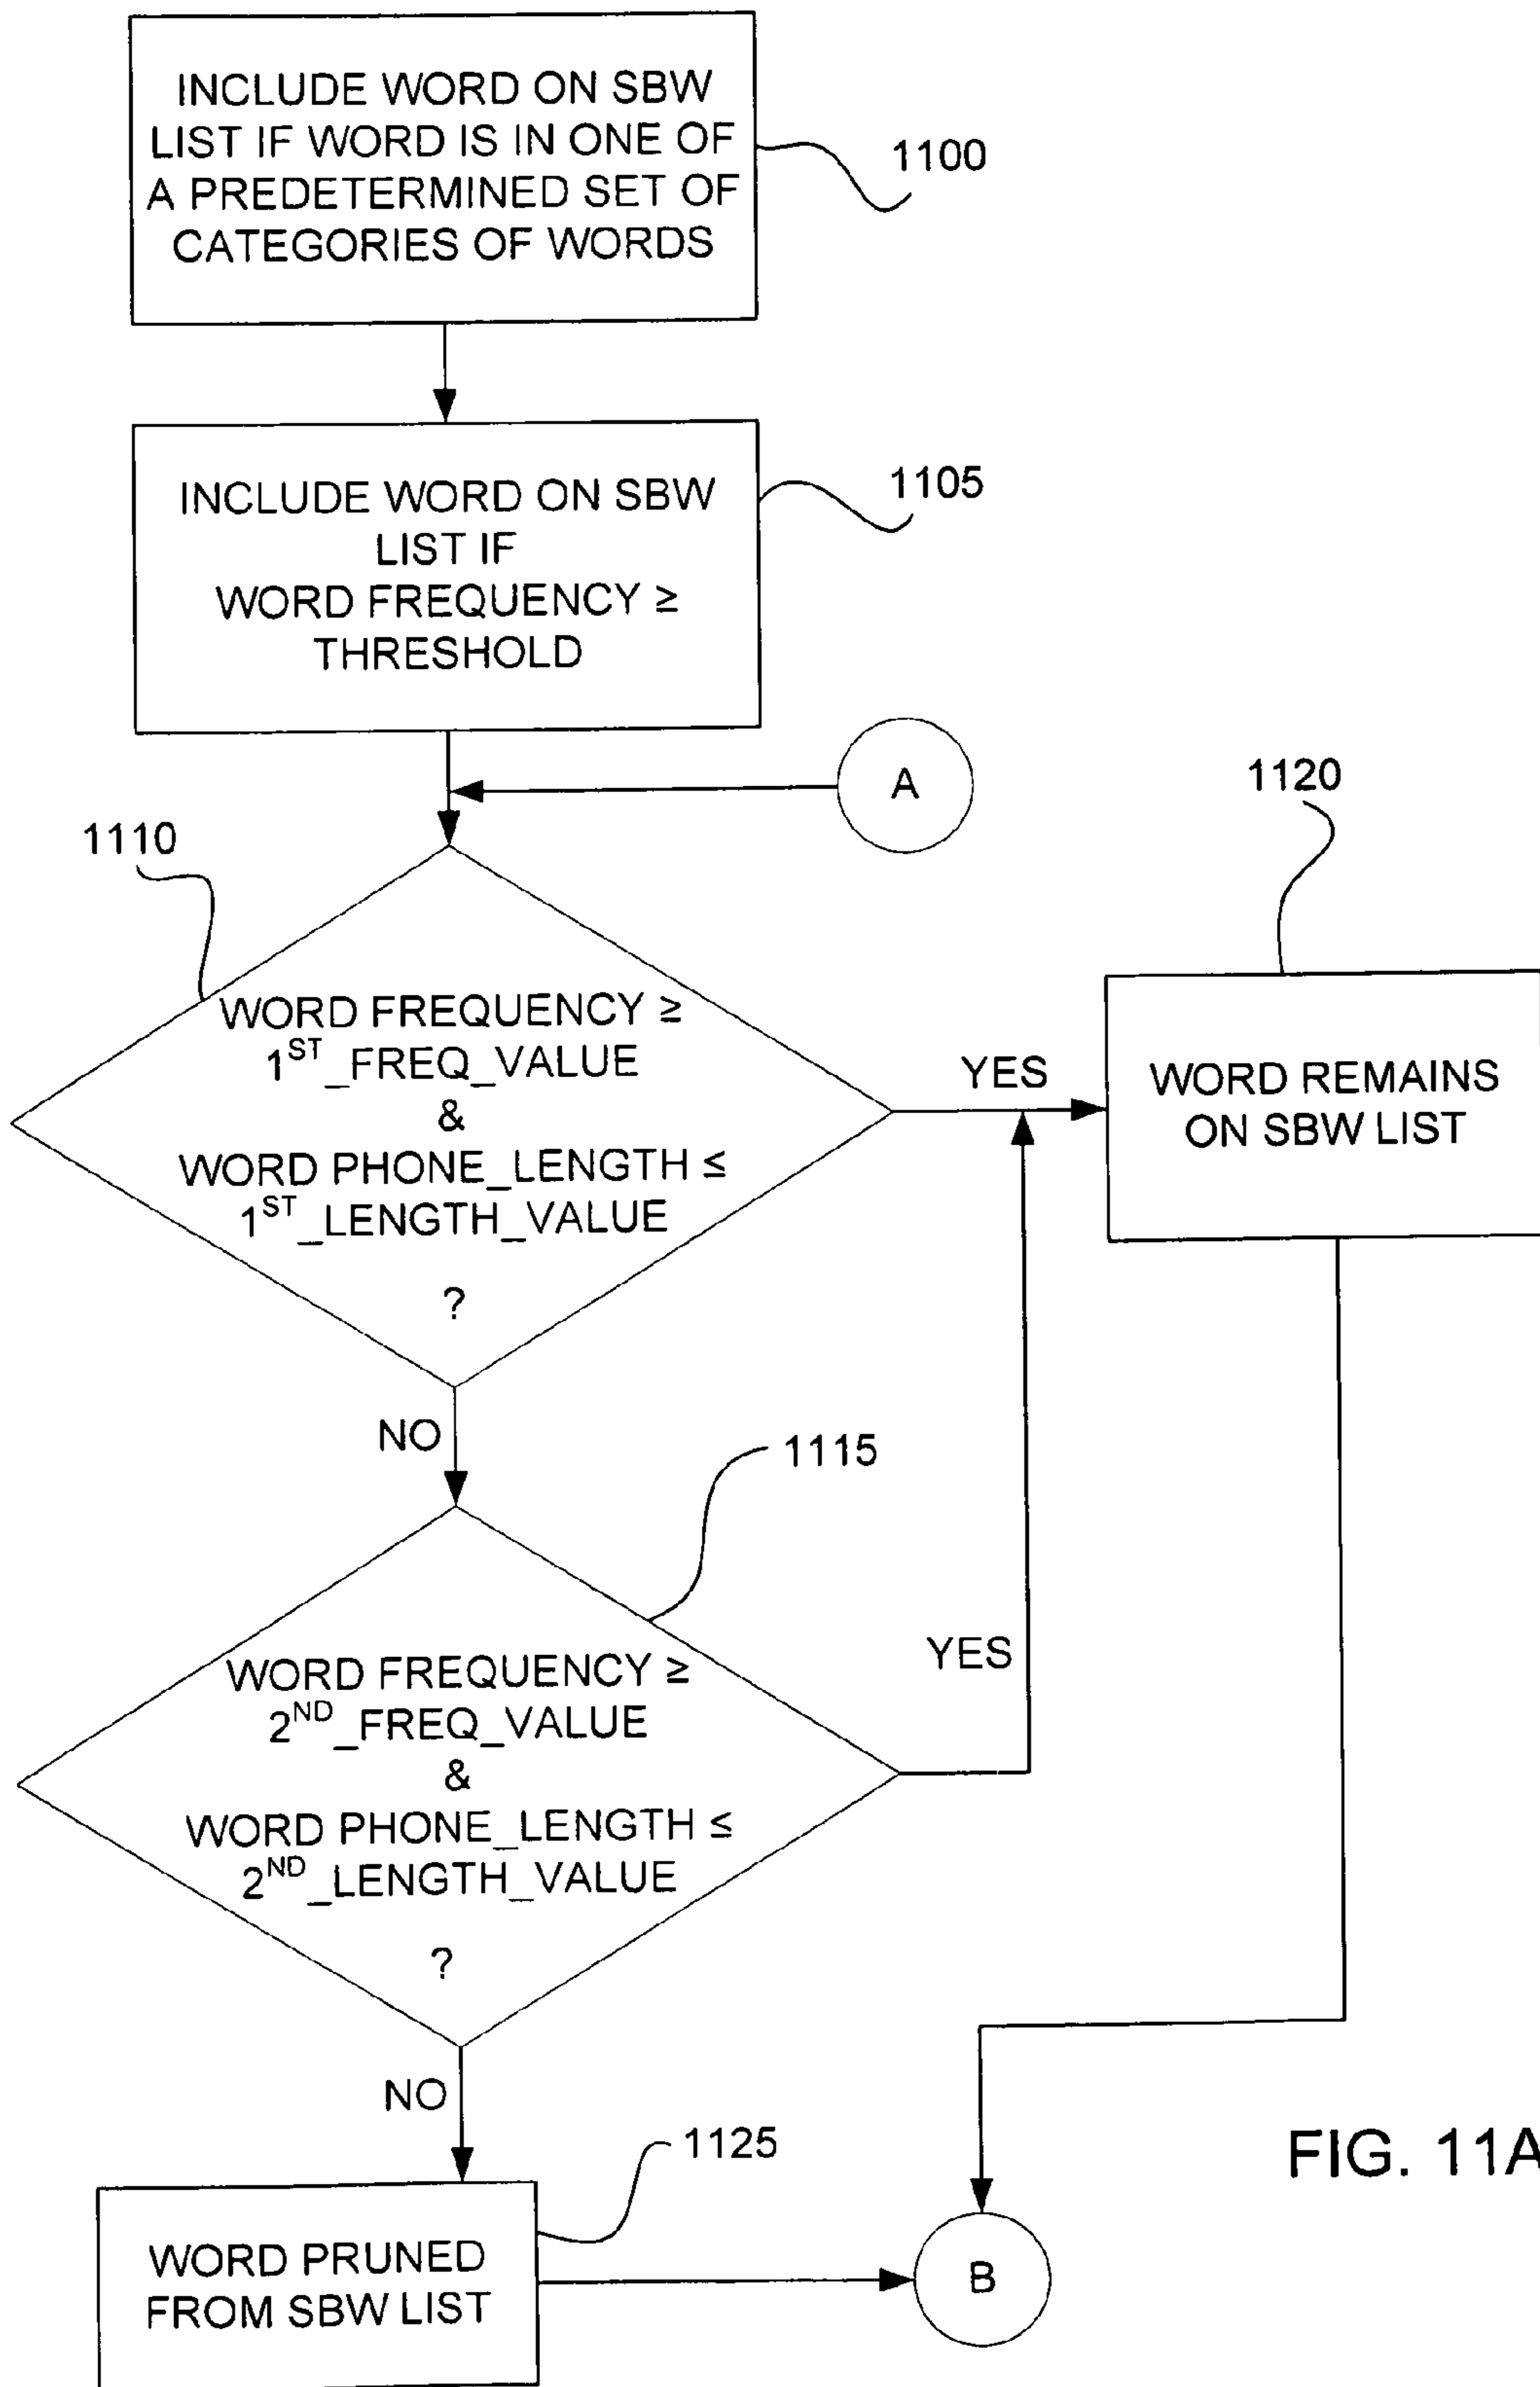 INCLUDE WORD ON SBW
LIST IF WORD IS IN ONE OF
A PREDETERMINED SET OF
CATEGORIES OF WORDS
1100
INCLUDE WORD ON SBW
LIST IF
WORD FREQUENCY ≥
THRESHOLD
1105
A
1110
WORD FREQUENCY ≥
1ST_FREQ_VALUE
&
WORD PHONE_LENGTH ≤
1ST_LENGTH_VALUE
?
YES
1120
WORD REMAINS
ON SBW LIST
NO
1115
WORD FREQUENCY ≥
2ND_FREQ_VALUE
&
WORD PHONE_LENGTH ≤
2ND_LENGTH_VALUE
?
YES
NO
1125
WORD PRUNED
FROM SBW LIST
B
FIG. 11A